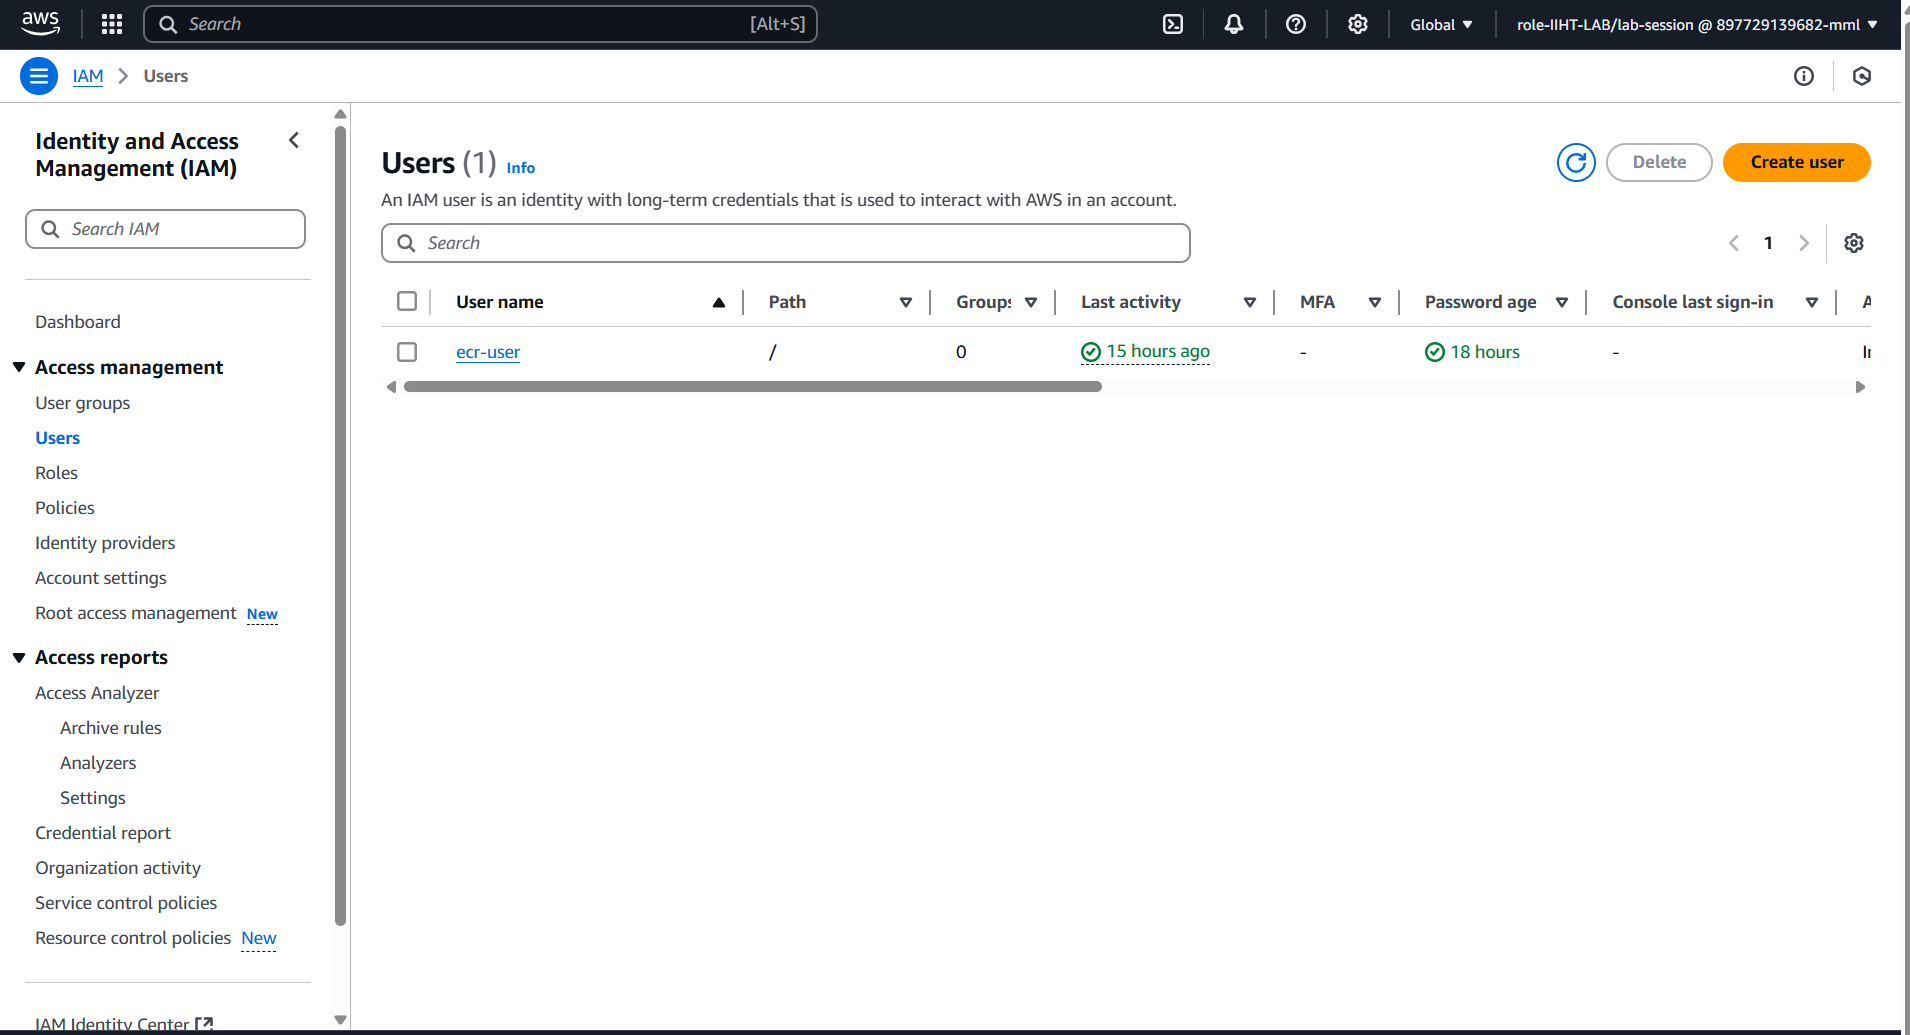 aws
Search [Alt+S] Global role-IIHT-LAB/lab-session @ 897729139682-mml
IAM Users
Identity and Access
Management (IAM)
Search IAM
Dashboard
Access management
User groups
Users
Roles
Policies
Identity providers
Account settings
Root access management New
Access reports
Access Analyzer
Archive rules
Analyzers
Settings
Credential report
Organization activity
Service control policies
Resource control policies New
IAM Identity Center
Users (1) Info
Delete
Create user
An IAM user is an identity with long-term credentials that is used to interact with AWS in an account.
Search
1
User name Path Groups Last activity MFA Password age Console last sign-in
ecr-user / 0 15 hours ago - 18 hours -